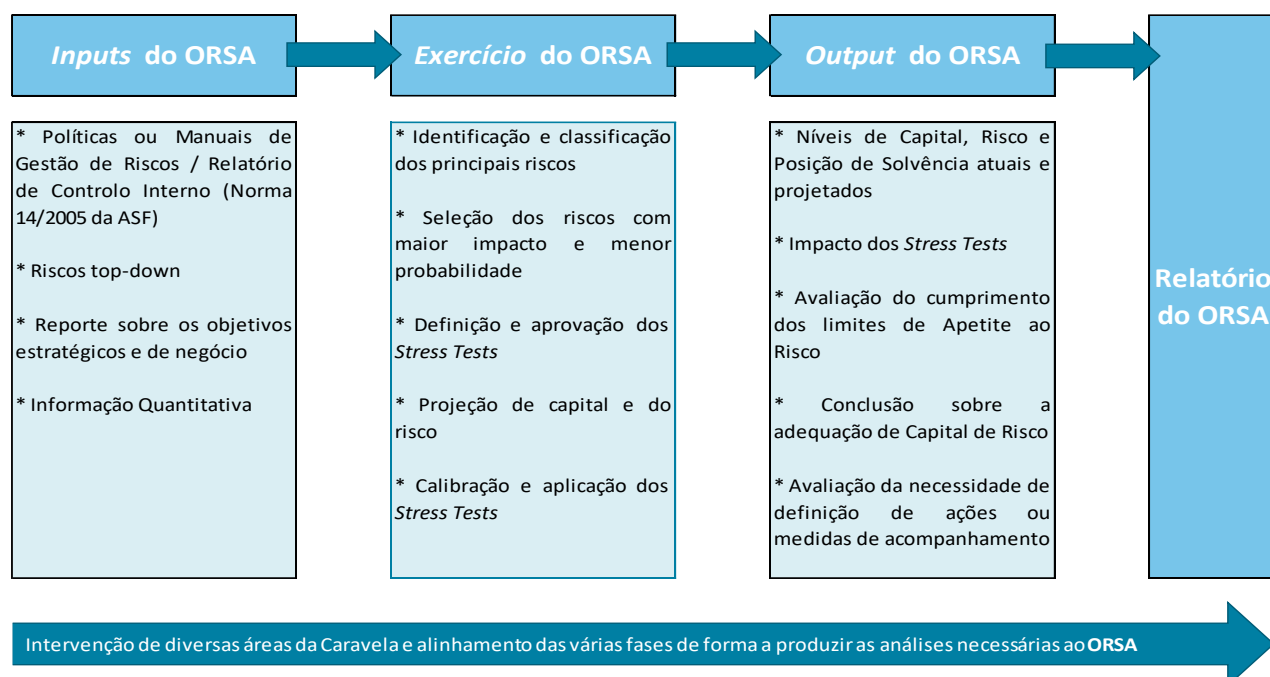 Inputs do ORSA
Exercício do ORSA
Output do ORSA
* Políticas ou Manuais de
Gestão de Riscos / Relatório
de Controlo Interno (Norma
14/2005 da ASF)
* Riscos top-down
* Reporte sobre os objetivos
estratégicos e de negócio
* Informação Quantitativa
* Identificação e classificação
dos principais riscos
* Seleção dos riscos com
maior impacto e menor
probabilidade
* Definição e aprovação dos
Stress Tests
* Projeção de capital e do
risco
* Calibração e aplicação dos
Stress Tests
* Níveis de Capital, Risco e
Posição de Solvência atuais e
projetados
* Impacto dos Stress Tests
* Avaliação do cumprimento
dos limites de Apetite ao
Risco
* Conclusão sobre a
adequação de Capital de Risco
* Avaliação da necessidade de
definição de ações ou
medidas de acompanhamento
Relatório
do ORSA
Intervenção de diversas áreas da Caravela e alinhamento das várias fases de forma a produzir as análises necessárias ao ORSA